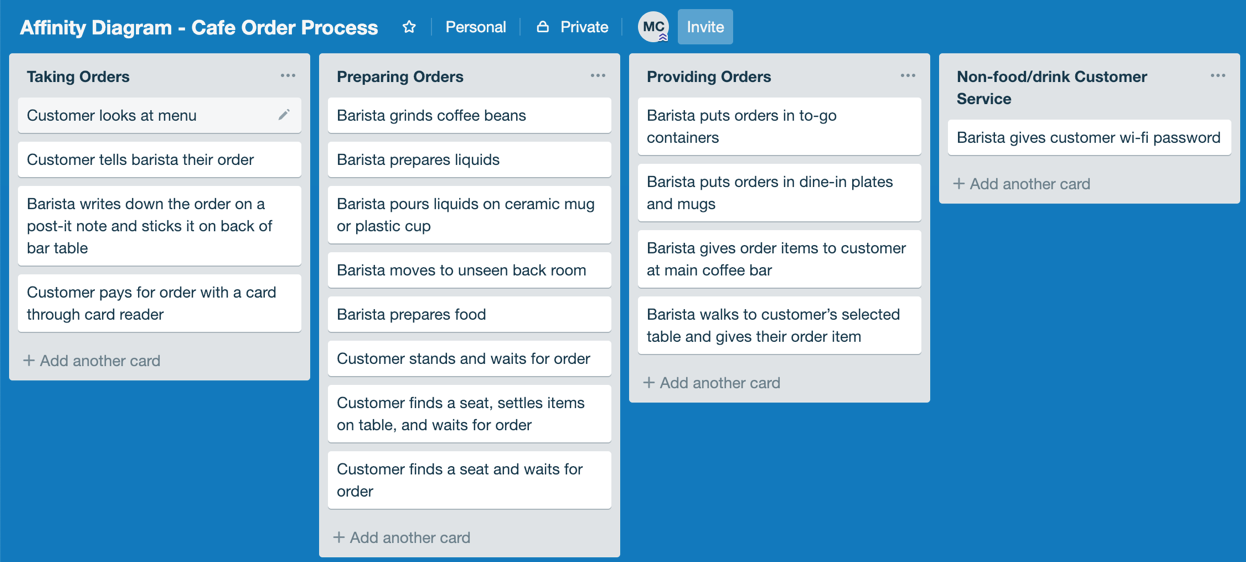 Affinity Diagram - Cafe Order Process
Personal
Private
MC
Invite
Taking Orders
Customer looks at menu
Customer tells barista their order
Barista writes down the order on a
post-it note and sticks it on back of
bar table
Customer pays for order with a card
through card reader
+ Add another card
Preparing Orders
Barista grinds coffee beans
Barista prepares liquids
Barista pours liquids on ceramic mug
or plastic cup
Barista moves to unseen back room
Barista prepares food
Customer stands and waits for order
Customer finds a seat, settles items
on table, and waits for order
Customer finds a seat and waits for
order
+ Add another card
Providing Orders
Barista puts orders in to-go
containers
Barista puts orders in dine-in plates
and mugs
Barista gives order items to customer
at main coffee bar
Barista walks to customer’s selected
table and gives their order item
+ Add another card
Non-food/drink Customer
Service
Barista gives customer wi-fi password
+ Add another card